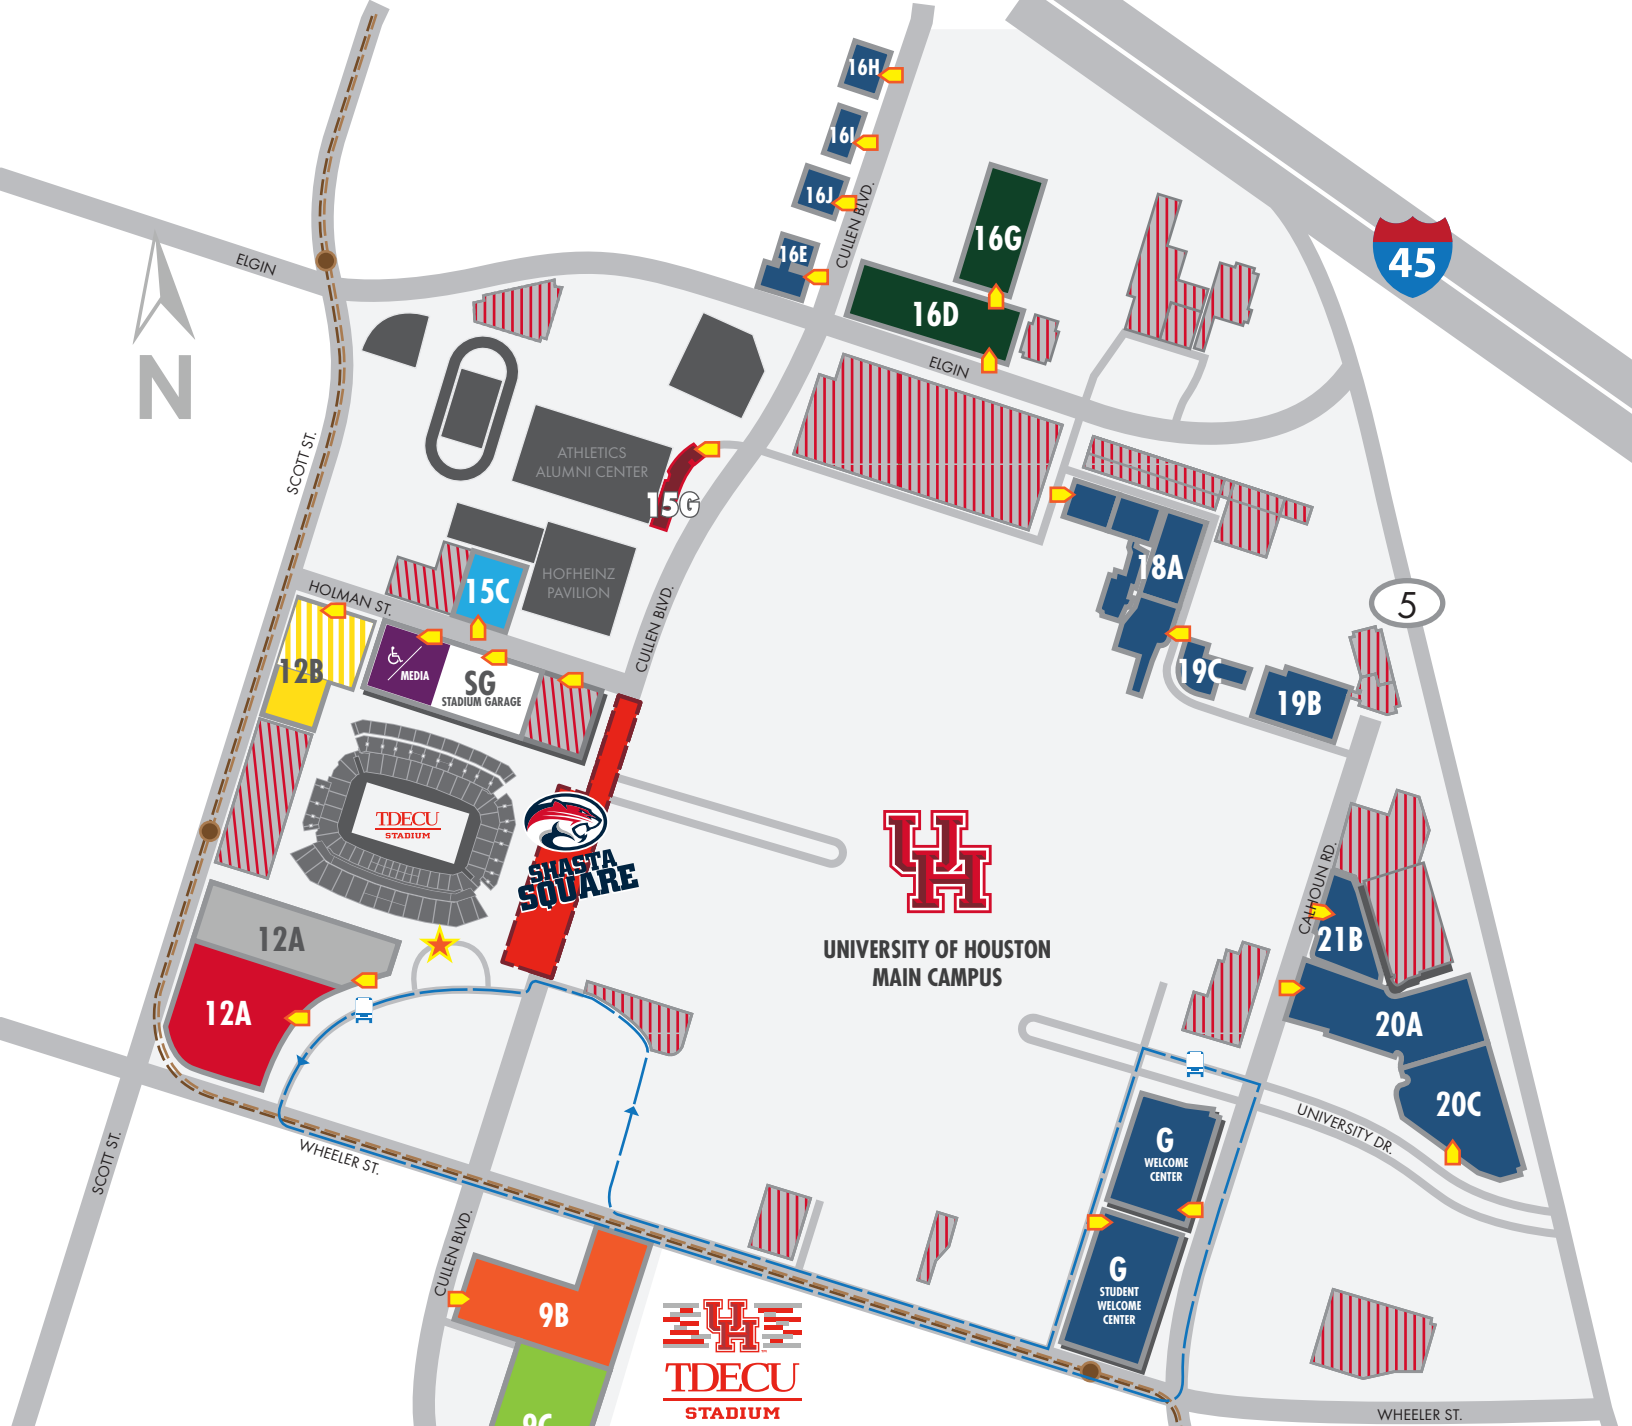 16H
16I
16J
16E
CULLEN BLVD.
16G
16D
45
ELGIN
N
ELGIN
SCOTT ST.
ATHLETICS
ALUMNI CENTER
15G
HOFHEINZ
PAVILION
15C
HOLMAN ST.
CULLEN BLVD.
18A
5
12B
MEDIA
SG
STADIUM GARAGE
19C
19B
TDECU
STADIUM
SHASTA
SQUARE
UH
UNIVERSITY OF HOUSTON
MAIN CAMPUS
CALHOUN RD.
21B
12A
12A
20A
20C
UNIVERSITY DR.
G
WELCOME
CENTER
SCOTT ST.
WHEELER ST.
CULLEN BLVD.
G
STUDENT
WELCOME
CENTER
9B
UH
TDECU
STADIUM
9C
WHEELER ST.